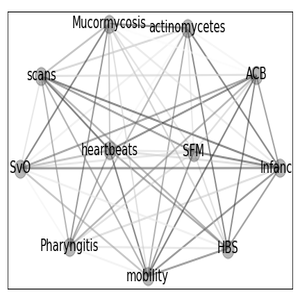 Mucormycosis
actinomycetes
scans
ACB
heartbeats
SFM
SvO
Infanc
Pharyngitis
HBS
mobility